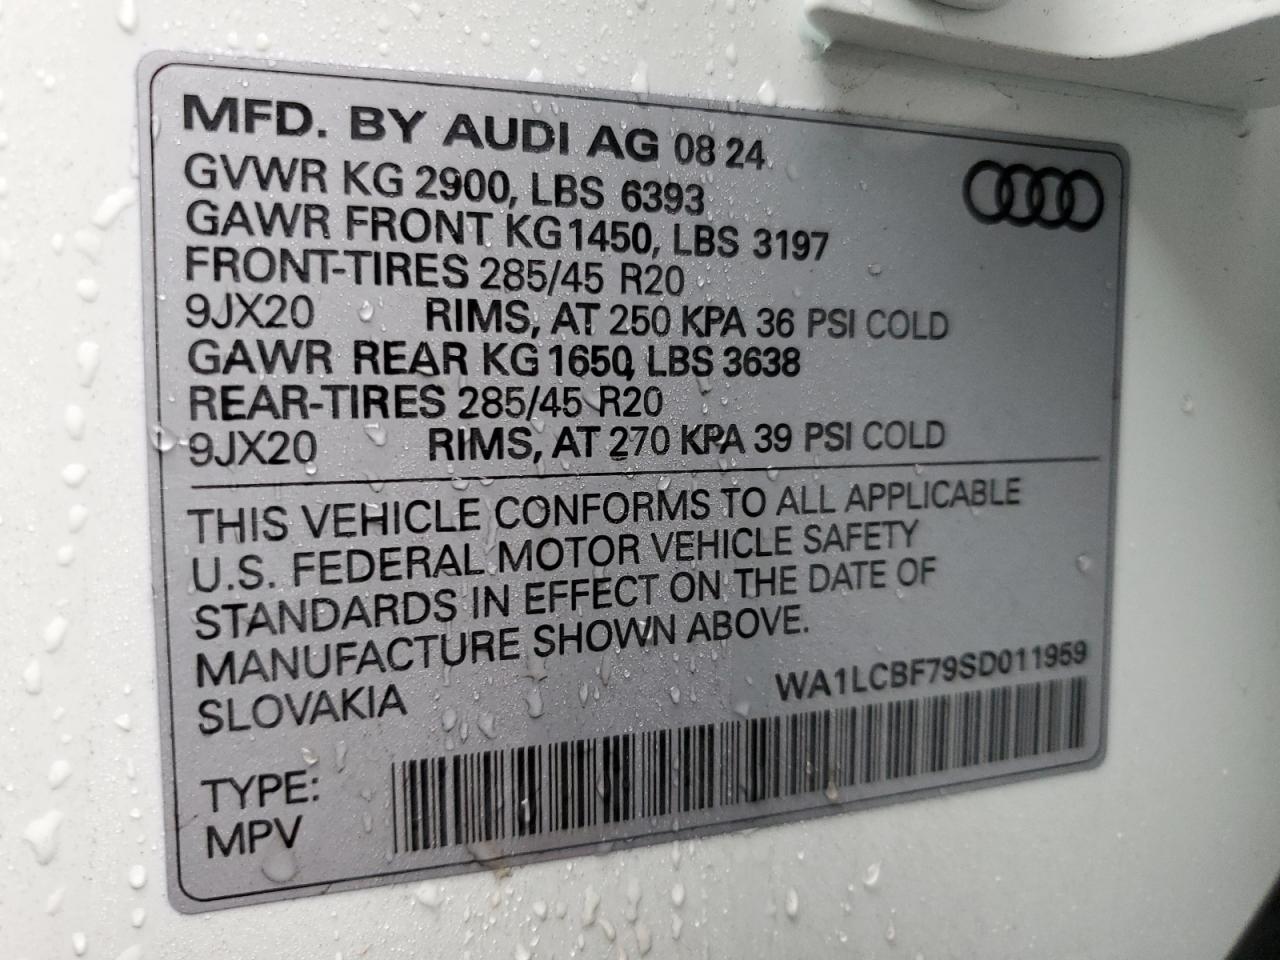 MFD. BY AUDI AG 08 24
GVWR KG 2900, LBS 6393
GAWR FRONT KG 1450, LBS 3197
FRONT-TIRES 285/45 R20
9JX20 RIMS, AT 250 KPA 36 PSI COLD
GAWR REAR KG 1650, LBS 3638
REAR-TIRES 285/45 R20
9JX20 RIMS, AT 270 KPA 39 PSI COLD
THIS VEHICLE CONFORMS TO ALL APPLICABLE
U.S. FEDERAL MOTOR VEHICLE SAFETY
STANDARDS IN EFFECT ON THE DATE OF
MANUFACTURE SHOWN ABOVE.
SLOVAKIA WA1LCBF79SD011959
TYPE:
MPV